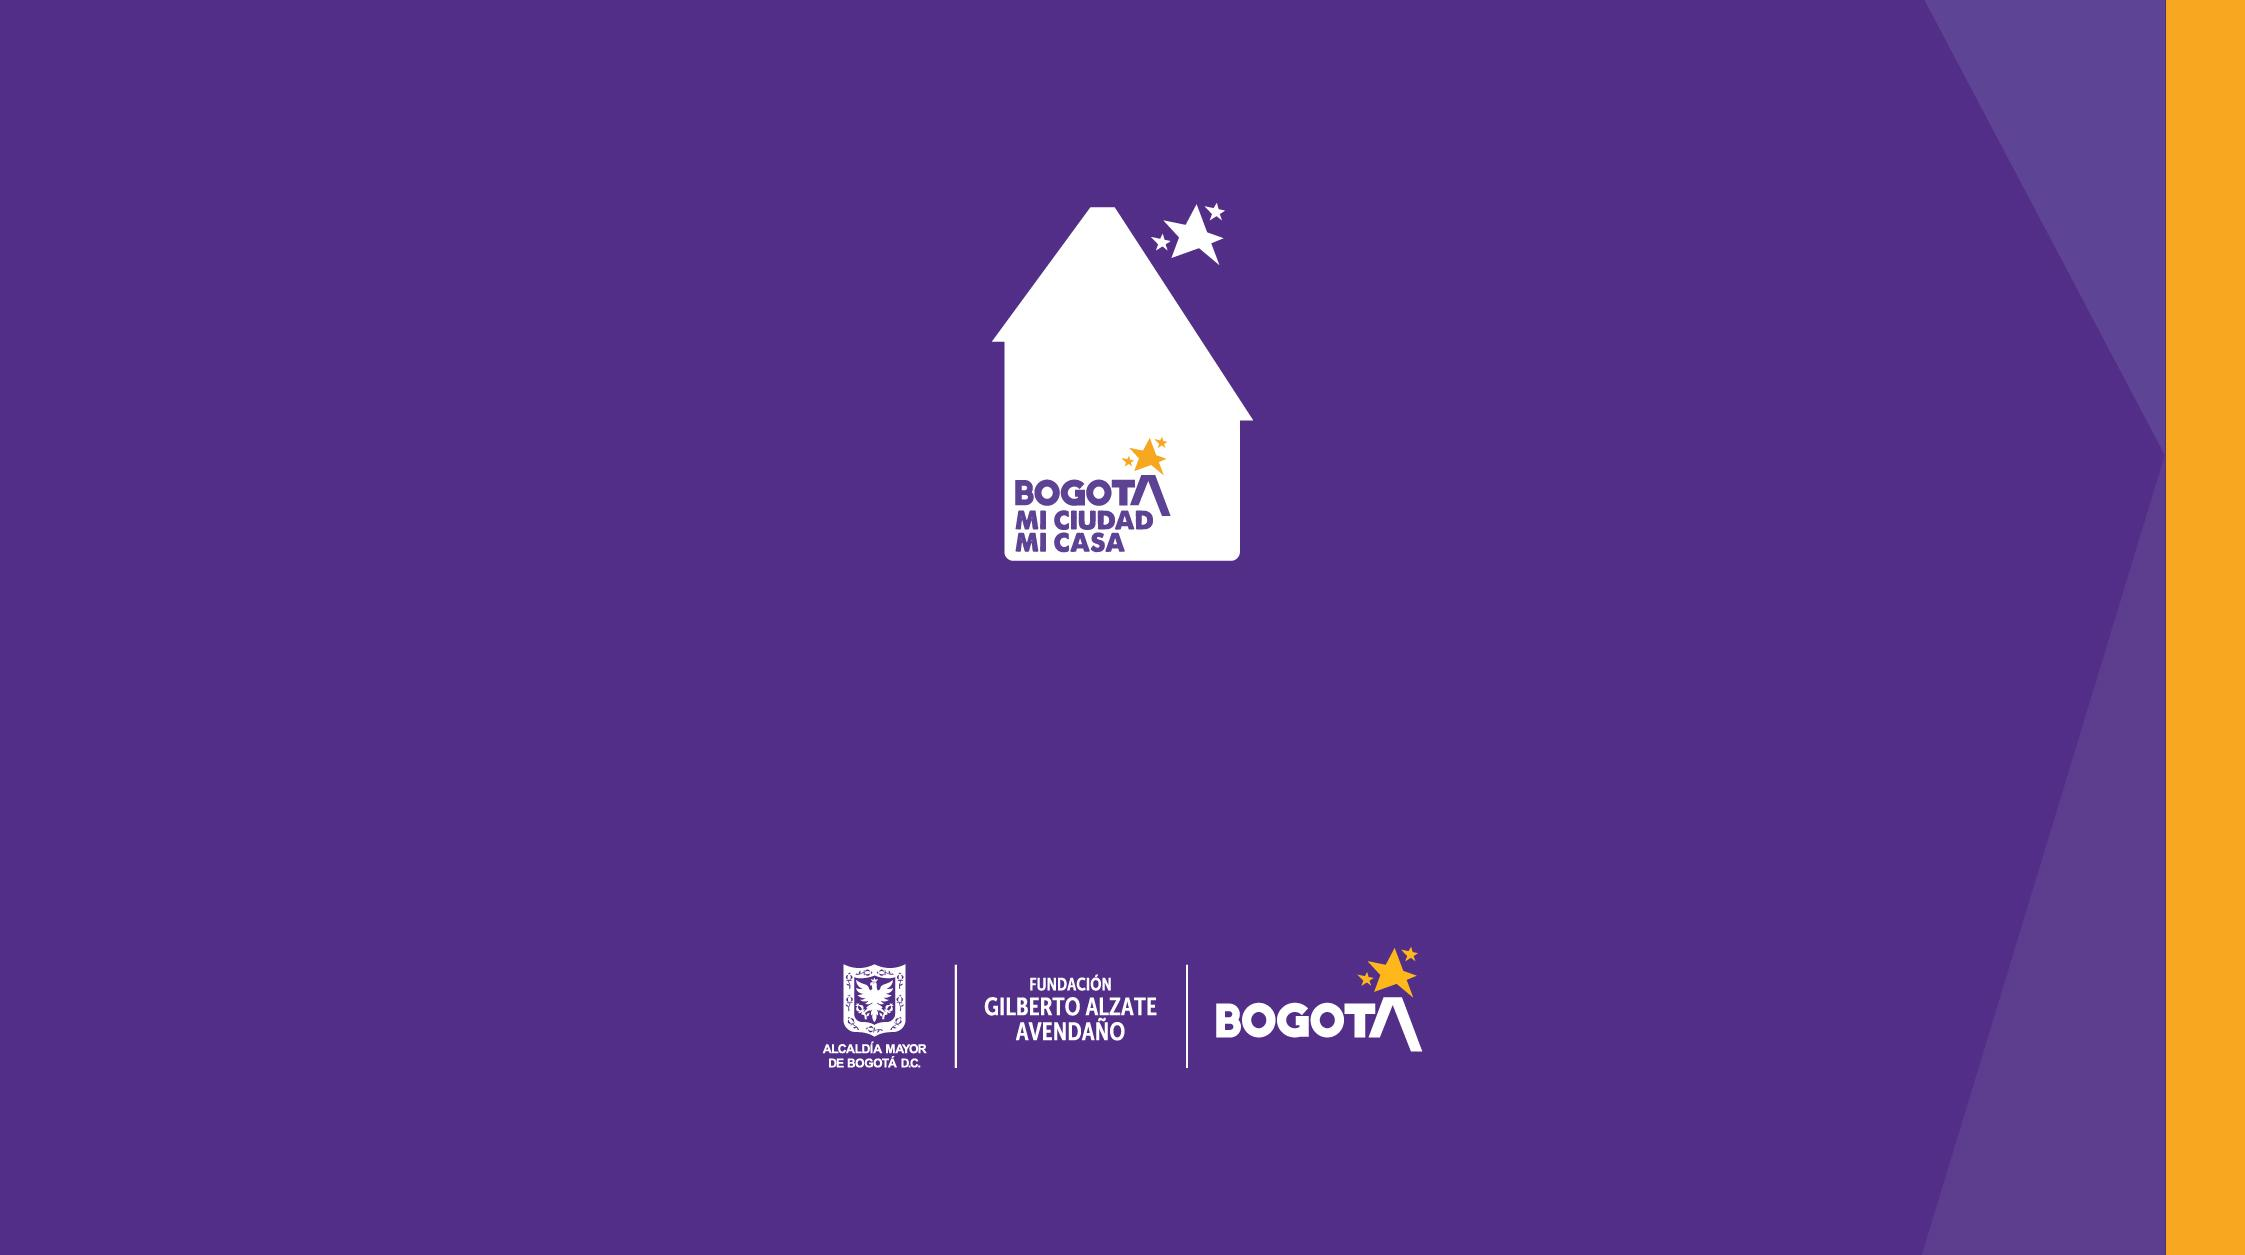 BOGOTÁ
MI CIUDAD
MI CASA
ALCALDÍA MAYOR
DE BOGOTÁ D.C.
FUNDACIÓN
GILBERTO ALZATE
AVENDAÑO
BOGOTÁ